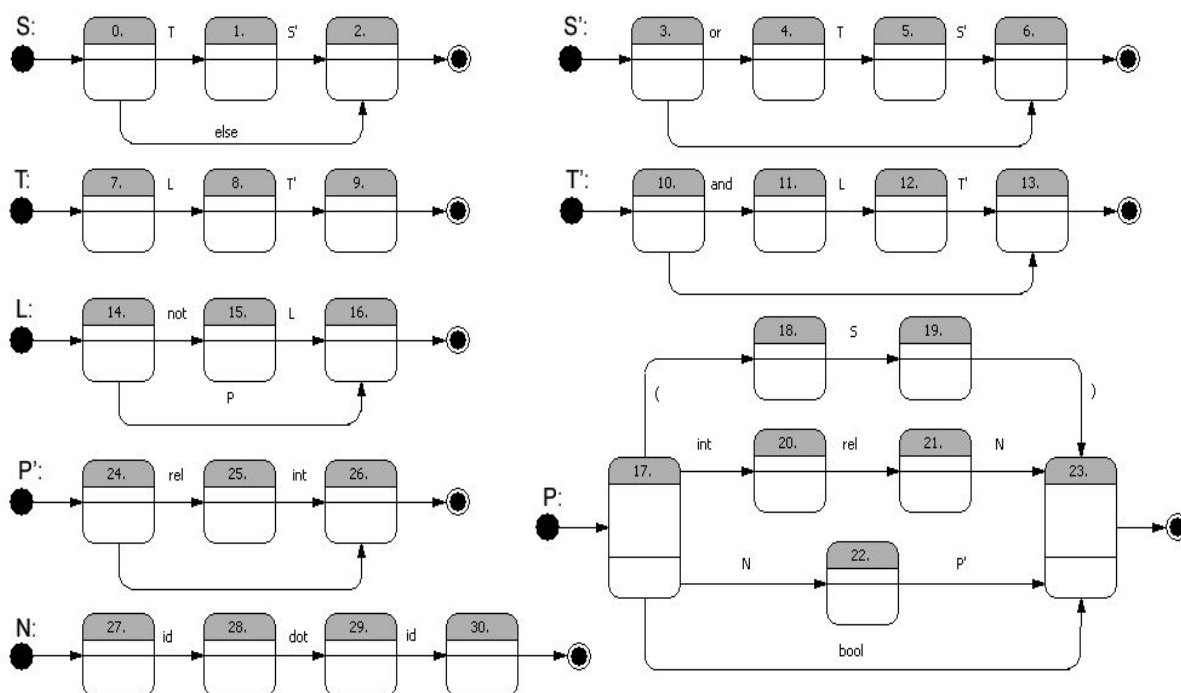 S: 0. T 1. S' 2.
else
S': 3. or 4. T 5. S' 6.
T: 7. L 8. T' 9.
T': 10. and 11. L 12. T' 13.
L: 14. not 15. L 16.
P
P': 24. rel 25. int 26.
N: 27. id 28. dot 29. id 30.
18. S 19.
( )
int 20. rel 21. N
P: 17. 23.
N 22. P'
bool